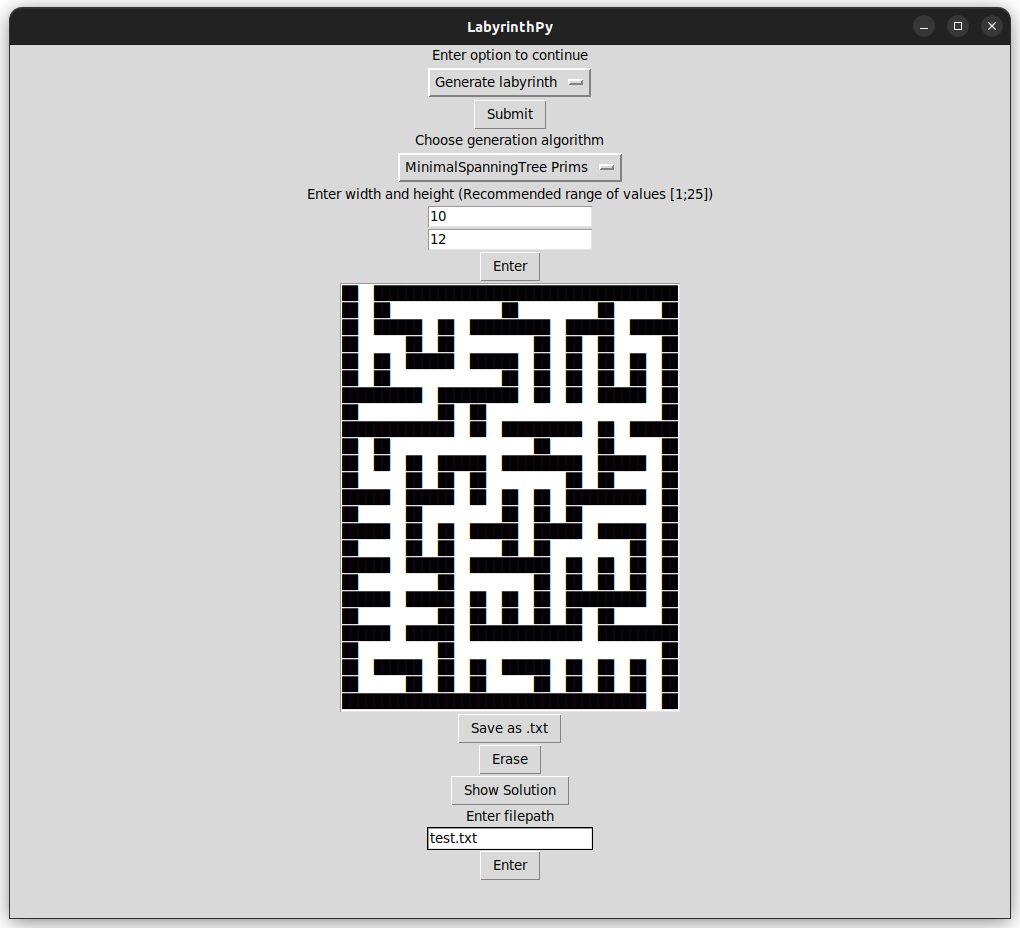 LabyrinthPy
Enter option to continue
Generate labyrinth
Submit
Choose generation algorithm
MinimalSpanningTree Prims
Enter width and height (Recommended range of values [1;25])
10
12
Enter
Save as .txt
Erase
Show Solution
Enter filepath
test.txt
Enter